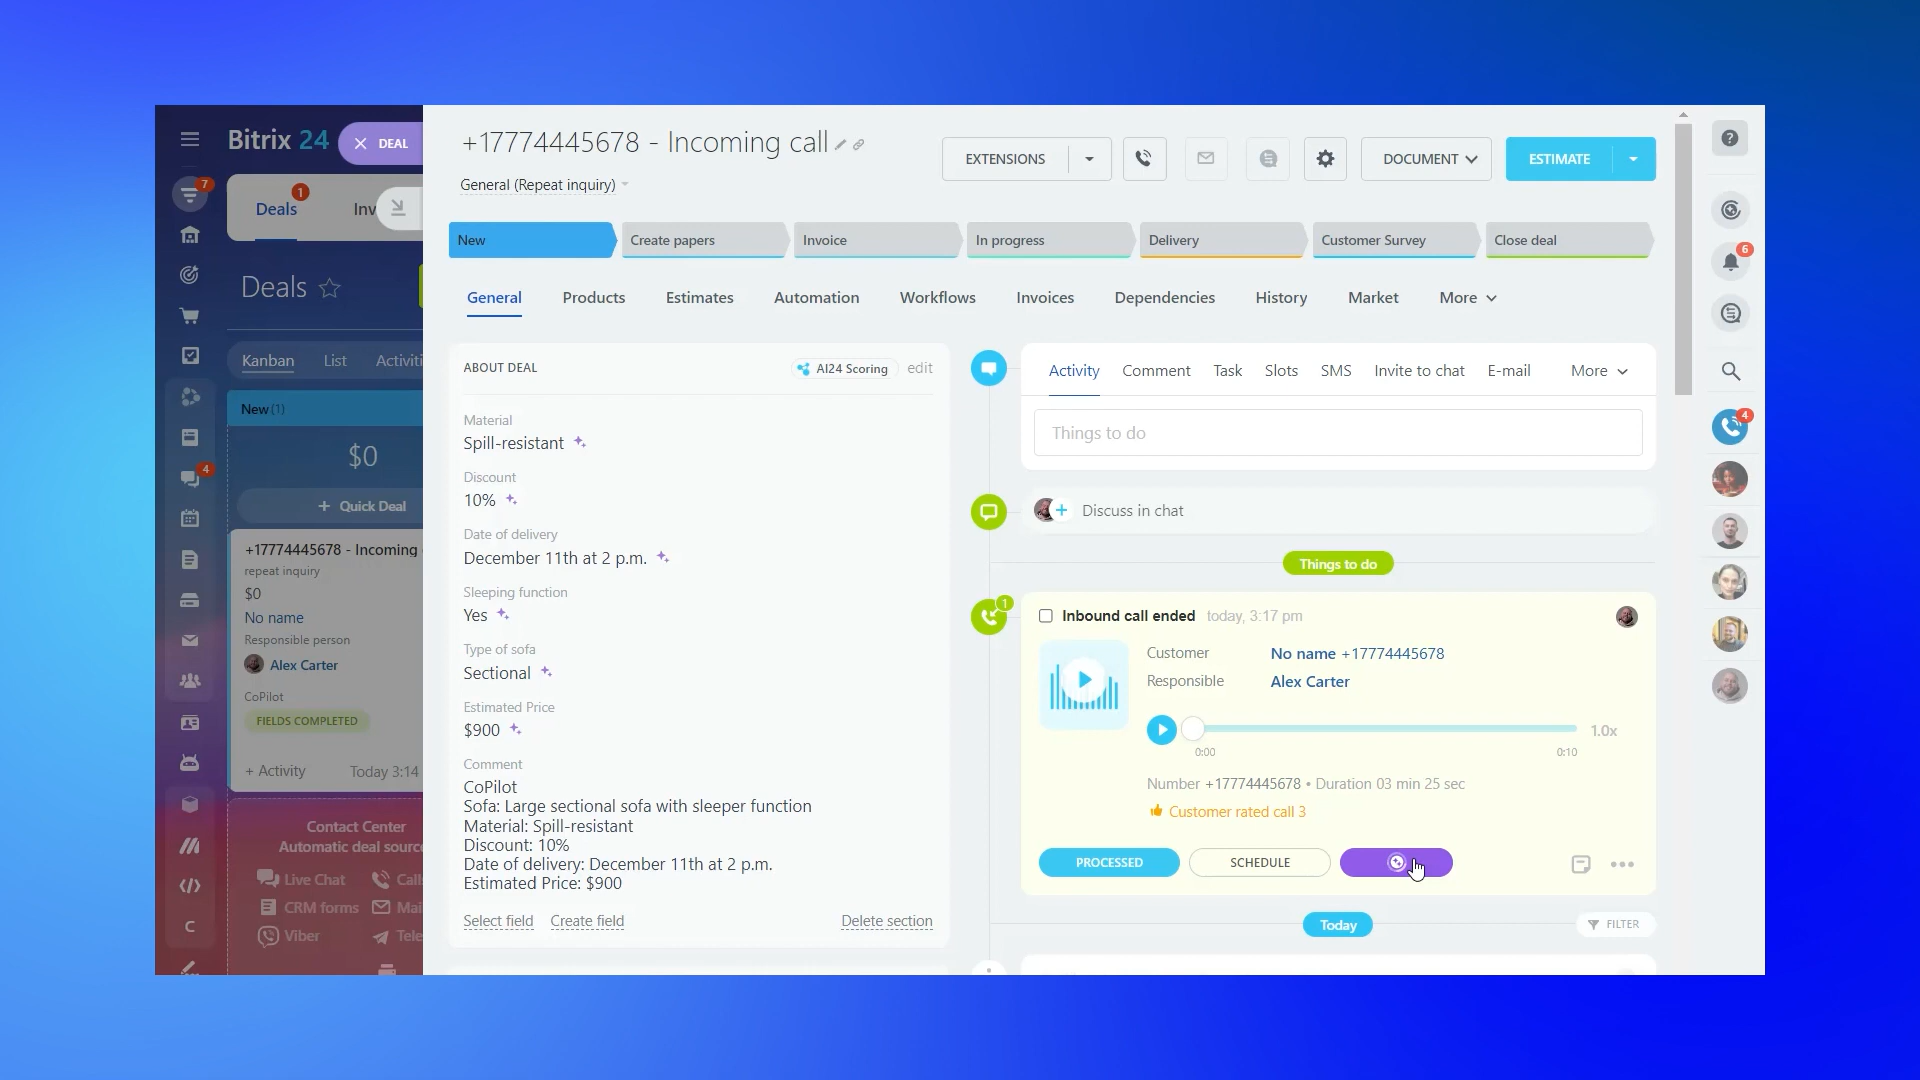 Bitrix 24
DEAL
7
Deals
1
Inv
Deals
Kanban
List
Activiti
New (1)
$0
+ Quick Deal
+17774445678 - Incoming
repeat inquiry
$0
No name
Responsible person
Alex Carter
CoPilot
FIELDS COMPLETED
+ Activity
Today 3:14
4
Contact Center
Automatic deal source
Live Chat
Call
CRM forms
Mai
Viber
Tele
C
+17774445678 - Incoming call
General (Repeat inquiry)
EXTENSIONS
DOCUMENT
ESTIMATE
New
Create papers
Invoice
In progress
Delivery
Customer Survey
Close deal
General
Products
Estimates
Automation
Workflows
Invoices
Dependencies
History
Market
More
ABOUT DEAL
AI24 Scoring
edit
Material
Spill-resistant
Discount
10%
Date of delivery
December 11th at 2 p.m.
Sleeping function
Yes
Type of sofa
Sectional
Estimated Price
$900
Comment
CoPilot
Sofa: Large sectional sofa with sleeper function
Material: Spill-resistant
Discount: 10%
Date of delivery: December 11th at 2 p.m.
Estimated Price: $900
Select field
Create field
Delete section
Activity
Comment
Task
Slots
SMS
Invite to chat
E-mail
More
Things to do
Discuss in chat
Things to do
1
Inbound call ended
today, 3:17 pm
Customer
No name +17774445678
Responsible
Alex Carter
1.0x
0:00
0:10
Number +17774445678 • Duration 03 min 25 sec
Customer rated call 3
PROCESSED
SCHEDULE
Today
FILTER
?
6
4